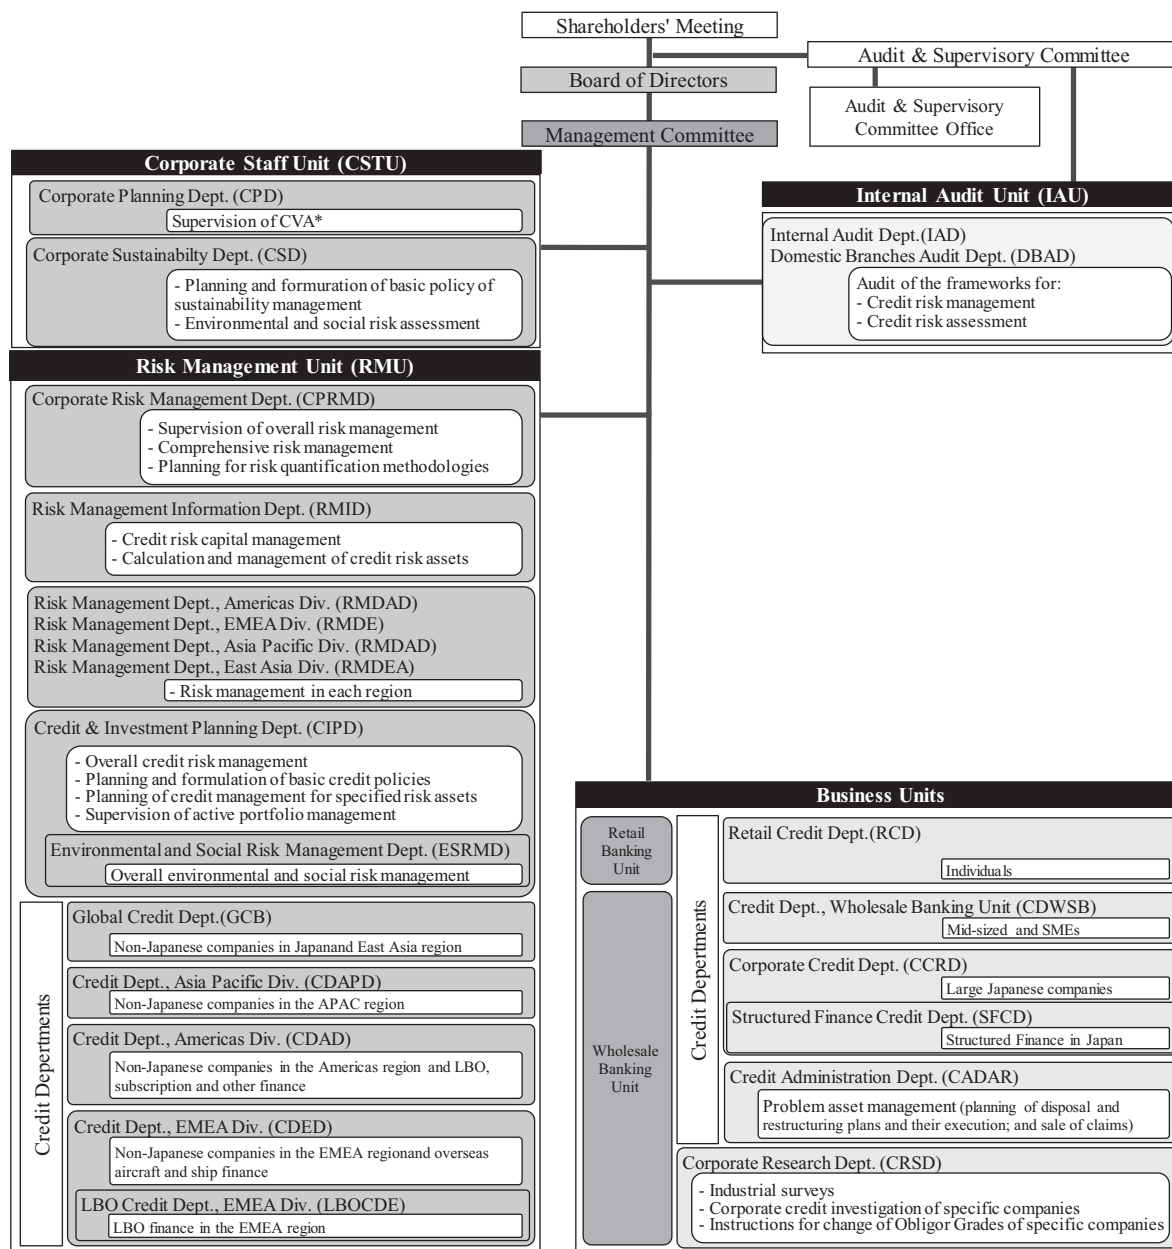 Shareholders' Meeting
Audit & Supervisory Committee
Board of Directors
Audit & Supervisory
Committee Office
Management Committee
Corporate Staff Unit (CSTU)
Corporate Planning Dept. (CPD)
Supervision of CVA*
Corporate Sustainabilty Dept. (CSD)
- Planning and formuration of basic policy of
sustainability management
- Environmental and social risk assessment
Internal Audit Unit (IAU)
Internal Audit Dept.(IAD)
Domestic Branches Audit Dept. (DBAD)
Audit of the frameworks for:
- Credit risk management
- Credit risk assessment
Risk Management Unit (RMU)
Corporate Risk Management Dept. (CPRMD)
- Supervision of overall risk management
- Comprehensive risk management
- Planning for risk quantification methodologies
Risk Management Information Dept. (RMID)
- Credit risk capital management
- Calculation and management of credit risk assets
Risk Management Dept., Americas Div. (RMDAD)
Risk Management Dept., EMEA Div. (RMDE)
Risk Management Dept., Asia Pacific Div. (RMDAD)
Risk Management Dept., East Asia Div. (RMDEA)
- Risk management in each region
Credit & Investment Planning Dept. (CIPD)
- Overall credit risk management
- Planning and formulation of basic credit policies
- Planning of credit management for specified risk assets
- Supervision of active portfolio management
Environmental and Social Risk Management Dept. (ESRMD)
Overall environmental and social risk management
Credit Depertments
Global Credit Dept.(GCB)
Non-Japanese companies in Japanand East Asia region
Credit Dept., Asia Pacific Div. (CDAPD)
Non-Japanese companies in the APAC region
Credit Dept., Americas Div. (CDAD)
Non-Japanese companies in the Americas region and LBO,
subscription and other finance
Credit Dept., EMEA Div. (CDED)
Non-Japanese companies in the EMEA regionand overseas
aircraft and ship finance
LBO Credit Dept., EMEA Div. (LBOCDE)
LBO finance in the EMEA region
Business Units
Retail
Banking
Unit
Wholesale
Banking
Unit
Credit Depertments
Retail Credit Dept.(RCD)
Individuals
Credit Dept., Wholesale Banking Unit (CDWSB)
Mid-sized and SMEs
Corporate Credit Dept. (CCRD)
Large Japanese companies
Structured Finance Credit Dept. (SFCD)
Structured Finance in Japan
Credit Administration Dept. (CADAR)
Problem asset management (planning of disposal and
restructuring plans and their execution; and sale of claims)
Corporate Research Dept. (CRSD)
- Industrial surveys
- Corporate credit investigation of specific companies
- Instructions for change of Obligor Grades of specific companies